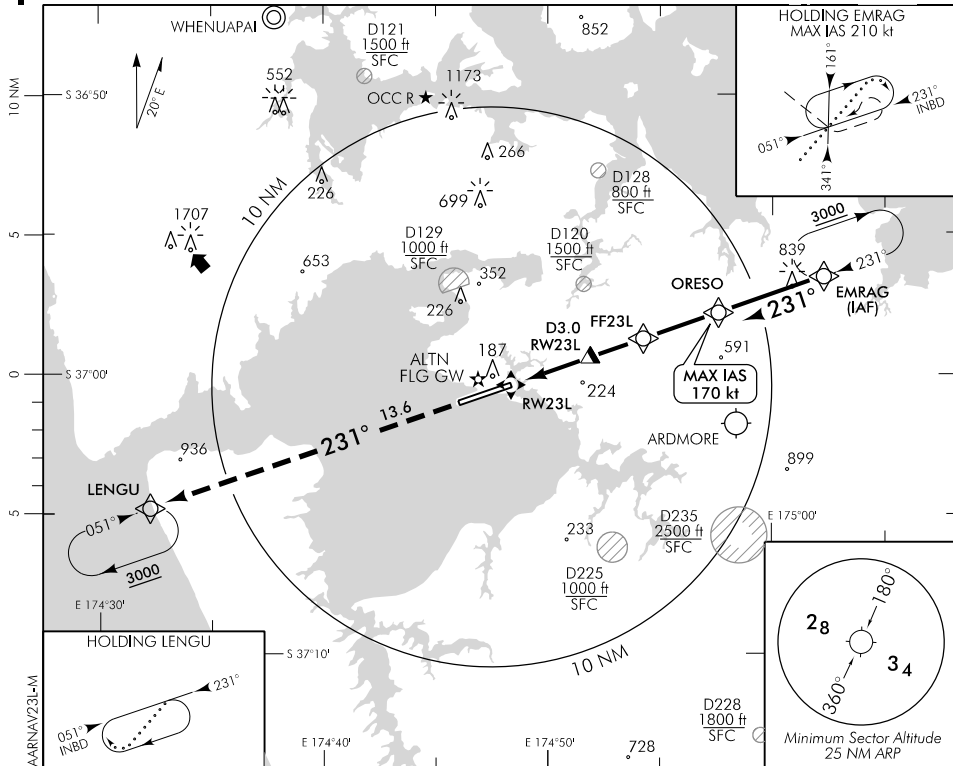 WHENUAPAI
D121
1500 ft
SFC
852
HOLDING EMRAG
MAX IAS 210 kt
161°
231°
INBD
051°
341°
10 NM
S 36°50'
20° E
552
OCC R
1173
266
226
10 NM
699
D128
800 ft
SFC
1707
5
653
D129
1000 ft
SFC
352
226
D120
1500 ft
SFC
3000
839
231°
EMRAG
(IAF)
ORESO
231°
FF23L
D3.0
RW23L
591
MAX IAS
170 kt
0
S 37°00'
ALTN
FLG GW
187
RW23L
224
ARDMORE
13.6
231°
936
899
LENGU
051°
3000
5
E 174°30'
233
D225
1000 ft
SFC
D235
2500 ft
SFC
E 175°00'
10 NM
S 37°10'
HOLDING LENGU
231°
051°
INBD
AARNAV23L-M
E 174°40'
E 174°50'
728
D228
1800 ft
SFC
180°
28
34
360°
Minimum Sector Altitude
25 NM ARP